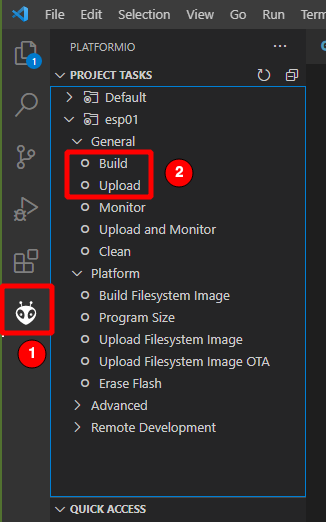 File Edit Selection View Go Run
PLATFORMIO
PROJECT TASKS
Default
esp01
General
Build
2
Upload
Monitor
Upload and Monitor
Clean
Platform
Build Filesystem Image
Program Size
Upload Filesystem Image
1
Upload Filesystem Image OTA
Erase Flash
Advanced
Remote Development
QUICK ACCESS
1